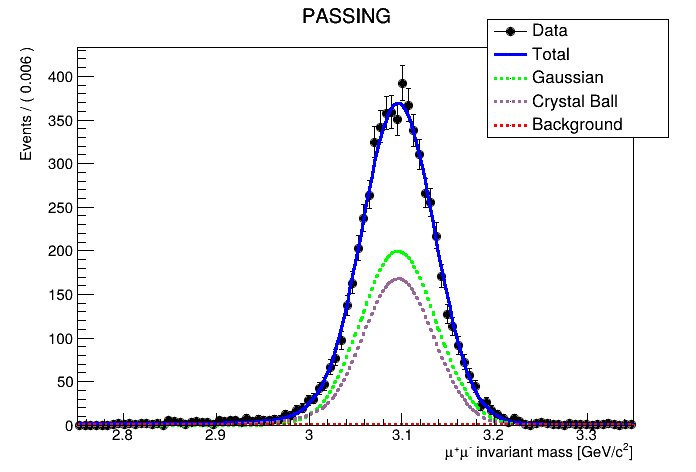 PASSING
Data
Total
Gaussian
Crystal Ball
Background
Events / ( 0.006 )
400
350
300
250
200
150
100
50
0
2.8 2.9 3 3.1 3.2 3.3
μ⁺μ⁻ invariant mass [GeV/c²]